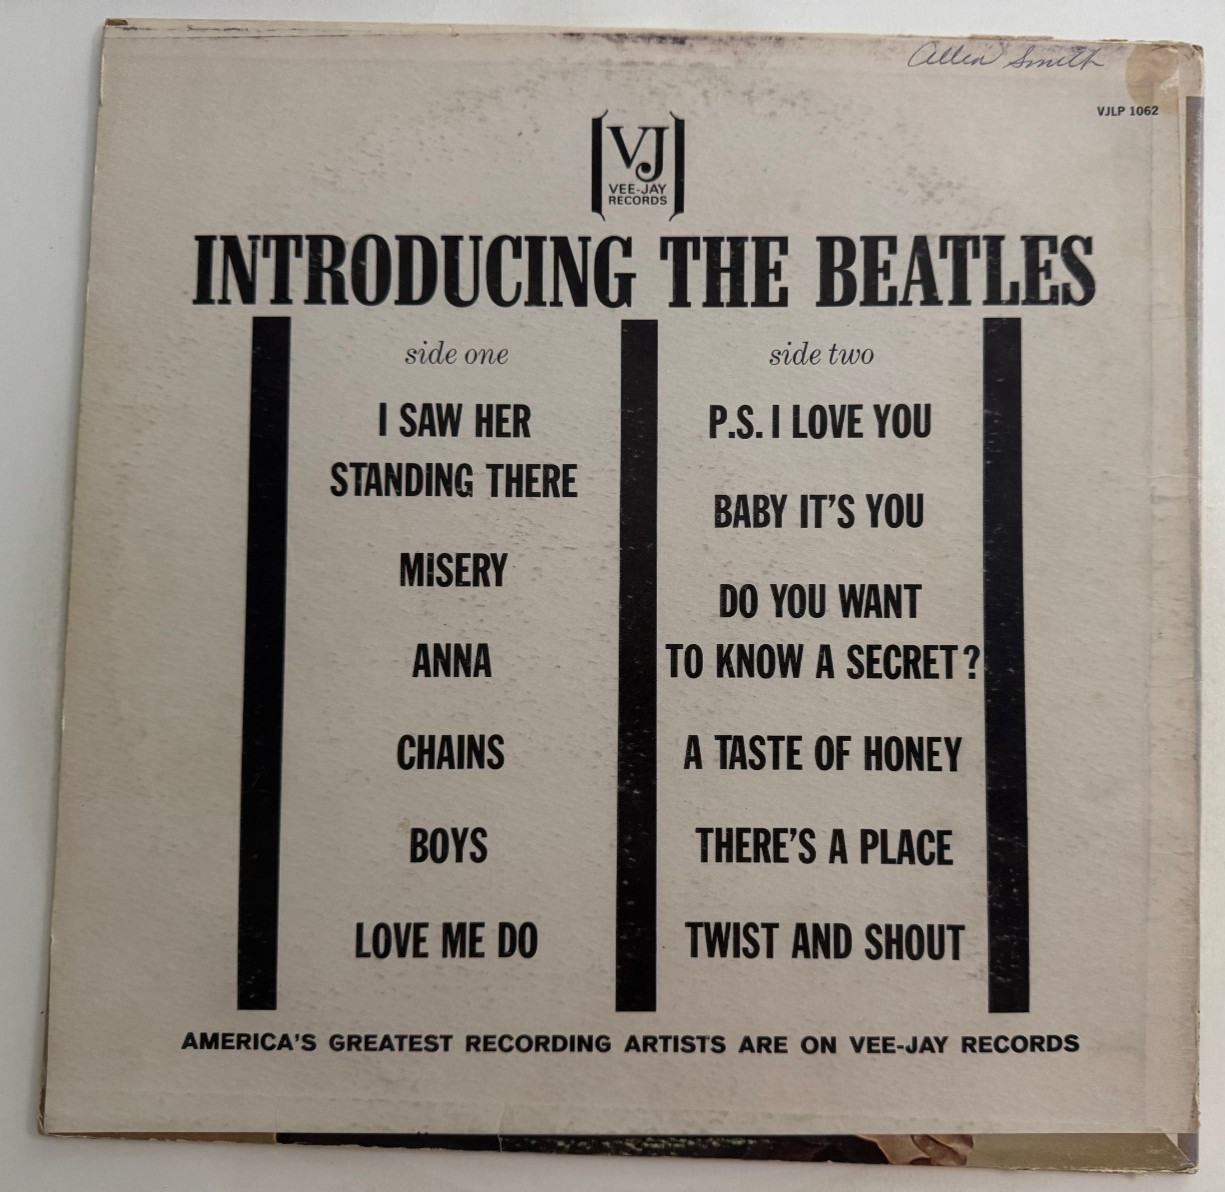 Allen Smith
VJLP 1062
VJ
VEE-JAY
RECORDS
INTRODUCING THE BEATLES
side one
I SAW HER
STANDING THERE
MISERY
ANNA
CHAINS
BOYS
LOVE ME DO
side two
P.S. I LOVE YOU
BABY IT'S YOU
DO YOU WANT
TO KNOW A SECRET?
A TASTE OF HONEY
THERE'S A PLACE
TWIST AND SHOUT
AMERICA'S GREATEST RECORDING ARTISTS ARE ON VEE-JAY RECORDS